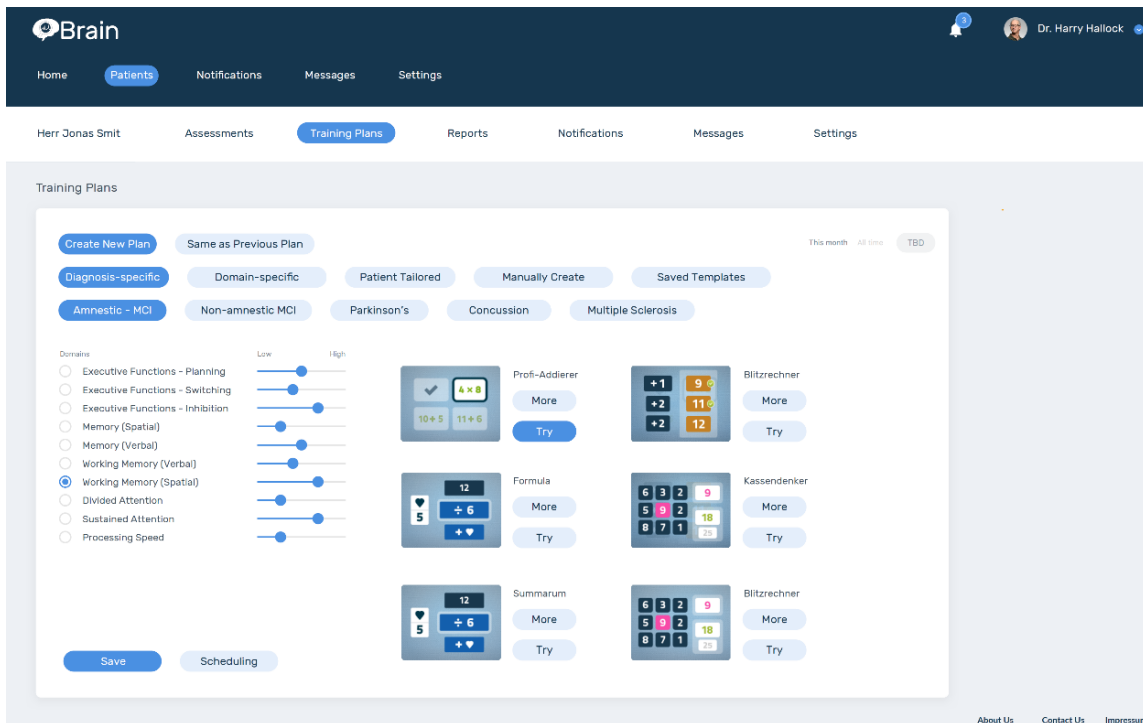 Brain
3
Dr. Harry Hallock
Home Patients Notifications Messages Settings
Herr Jonas Smit Assessments Training Plans Reports Notifications Messages Settings
Training Plans
Create New Plan Same as Previous Plan This month All time TBD
Diagnosis-specific Domain-specific Patient Tailored Manually Create Saved Templates
Amnestic - MCI Non-amnestic MCI Parkinson's Concussion Multiple Sclerosis
Domains Low High
Executive Functions - Planning
Executive Functions - Switching
Executive Functions - Inhibition
Memory (Spatial)
Memory (Verbal)
Working Memory (Verbal)
Working Memory (Spatial)
Divided Attention
Sustained Attention
Processing Speed
4 × 8
10 + 5 11 + 6
Profi-Addierer
More
Try
+1 9
+2 11
+2 12
Blitzrechner
More
Try
12
5 ÷ 6
+
Formula
More
Try
6 3 2 9
5 9 2 18
8 7 1 25
Kassendenker
More
Try
12
5 ÷ 6
+
Summarum
More
Try
6 3 2 9
5 9 2 18
8 7 1 25
Blitzrechner
More
Try
Save Scheduling
About Us Contact Us Impressu